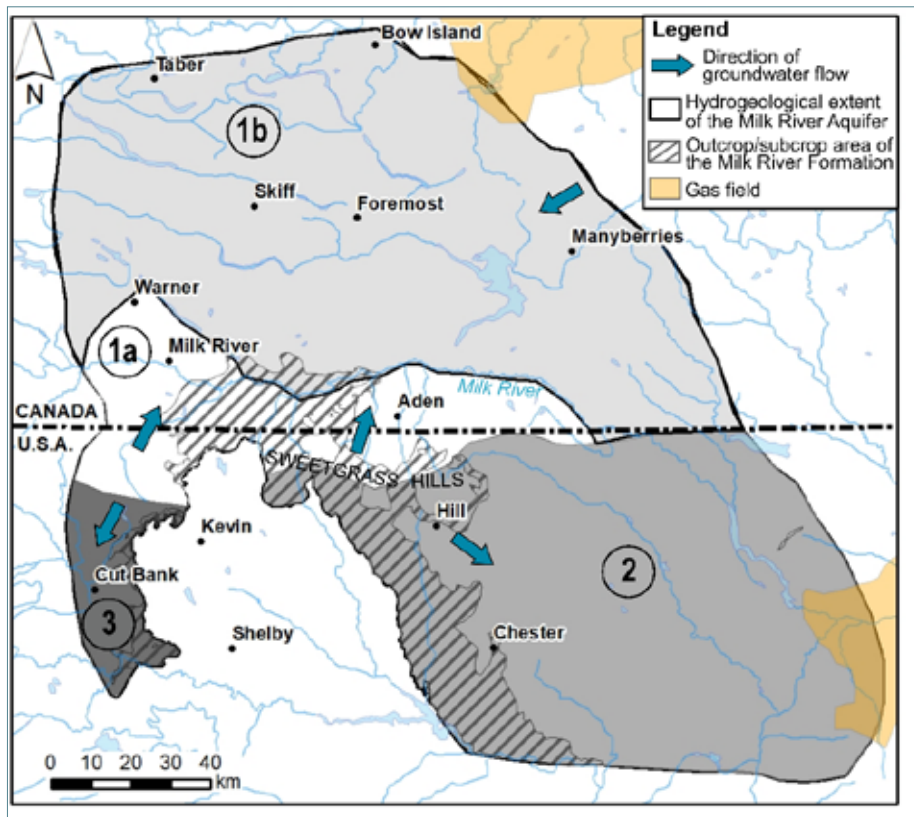 Bow Island
Taber
N
1b
Skiff
Foremost
Manyberries
Warner
1a
Milk River
Milk River
Aden
CANADA
U.S.A.
SWEETGRASS HILLS
Hill
Kevin
Cut Bank
2
3
Shelby
Chester
0 10 20 30 40
km
Legend
Direction of
groundwater flow
Hydrogeological extent
of the Milk River Aquifer
Outcrop/subcrop area of
the Milk River Formation
Gas field